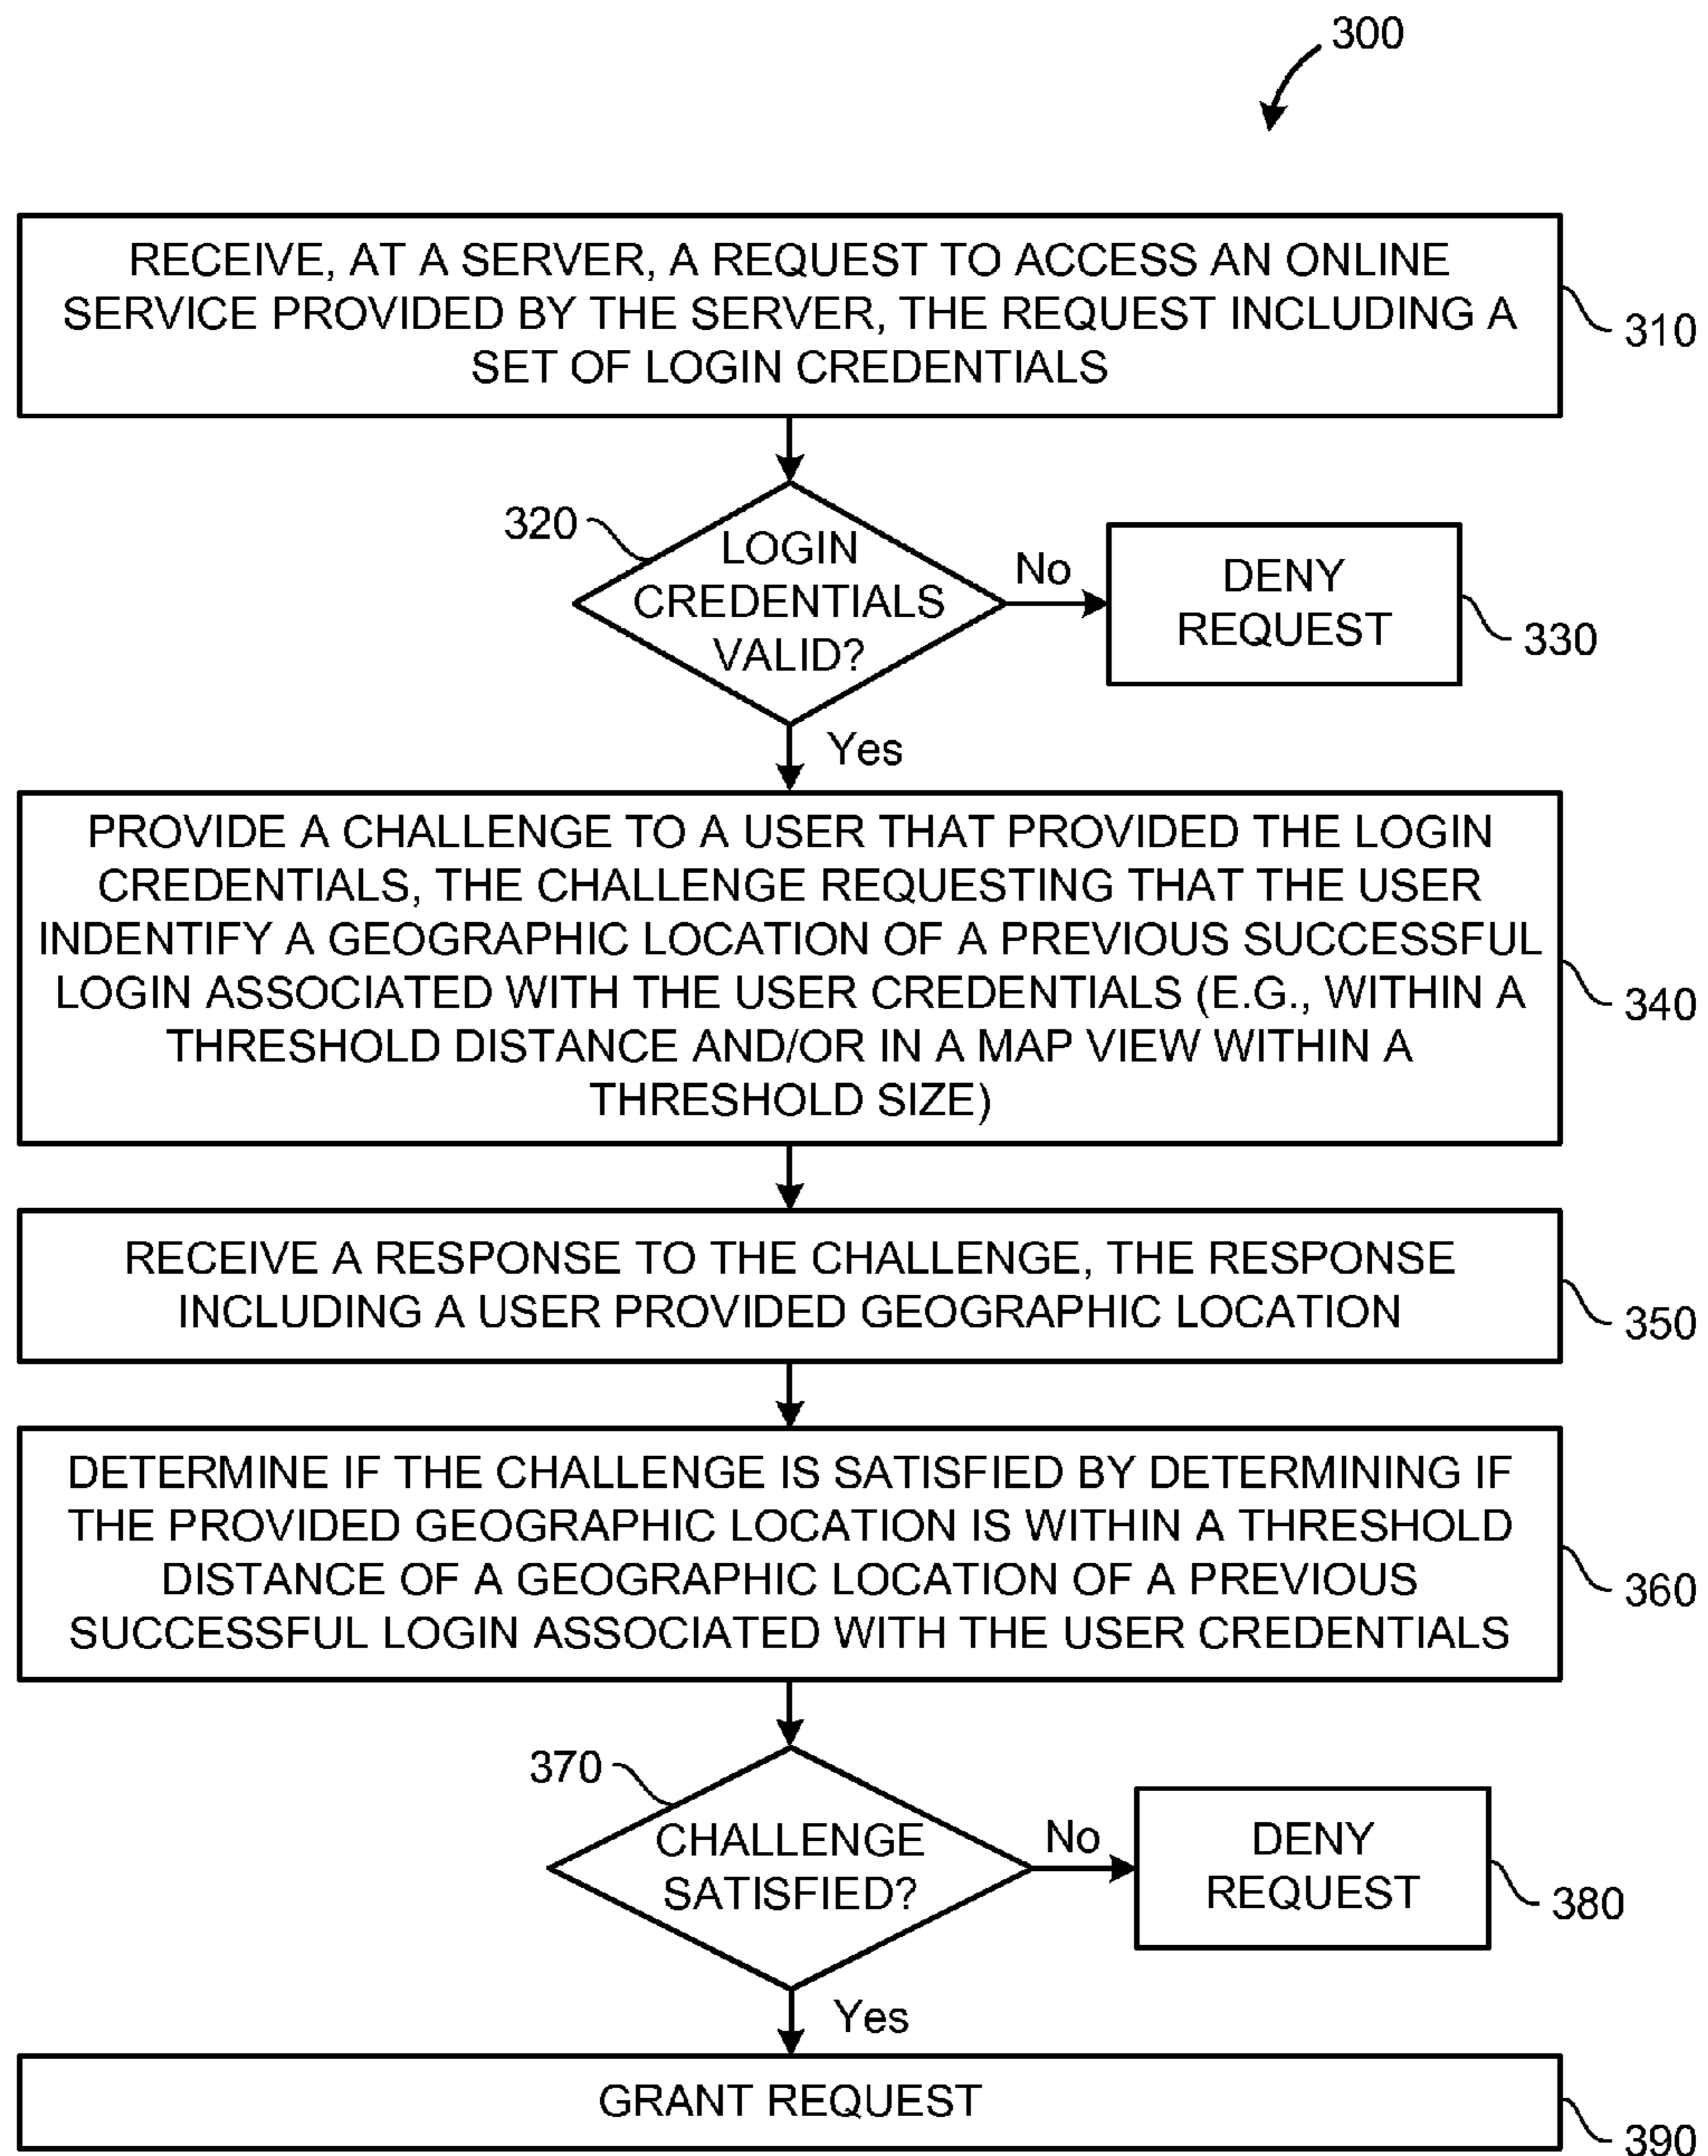 300
RECEIVE, AT A SERVER, A REQUEST TO ACCESS AN ONLINE
SERVICE PROVIDED BY THE SERVER, THE REQUEST INCLUDING A
SET OF LOGIN CREDENTIALS
310
320
LOGIN
CREDENTIALS
VALID?
No
DENY
REQUEST
330
Yes
PROVIDE A CHALLENGE TO A USER THAT PROVIDED THE LOGIN
CREDENTIALS, THE CHALLENGE REQUESTING THAT THE USER
INDENTIFY A GEOGRAPHIC LOCATION OF A PREVIOUS SUCCESSFUL
LOGIN ASSOCIATED WITH THE USER CREDENTIALS (E.G., WITHIN A
THRESHOLD DISTANCE AND/OR IN A MAP VIEW WITHIN A
THRESHOLD SIZE)
340
RECEIVE A RESPONSE TO THE CHALLENGE, THE RESPONSE
INCLUDING A USER PROVIDED GEOGRAPHIC LOCATION
350
DETERMINE IF THE CHALLENGE IS SATISFIED BY DETERMINING IF
THE PROVIDED GEOGRAPHIC LOCATION IS WITHIN A THRESHOLD
DISTANCE OF A GEOGRAPHIC LOCATION OF A PREVIOUS
SUCCESSFUL LOGIN ASSOCIATED WITH THE USER CREDENTIALS
360
370
CHALLENGE
SATISFIED?
No
DENY
REQUEST
380
Yes
GRANT REQUEST
390